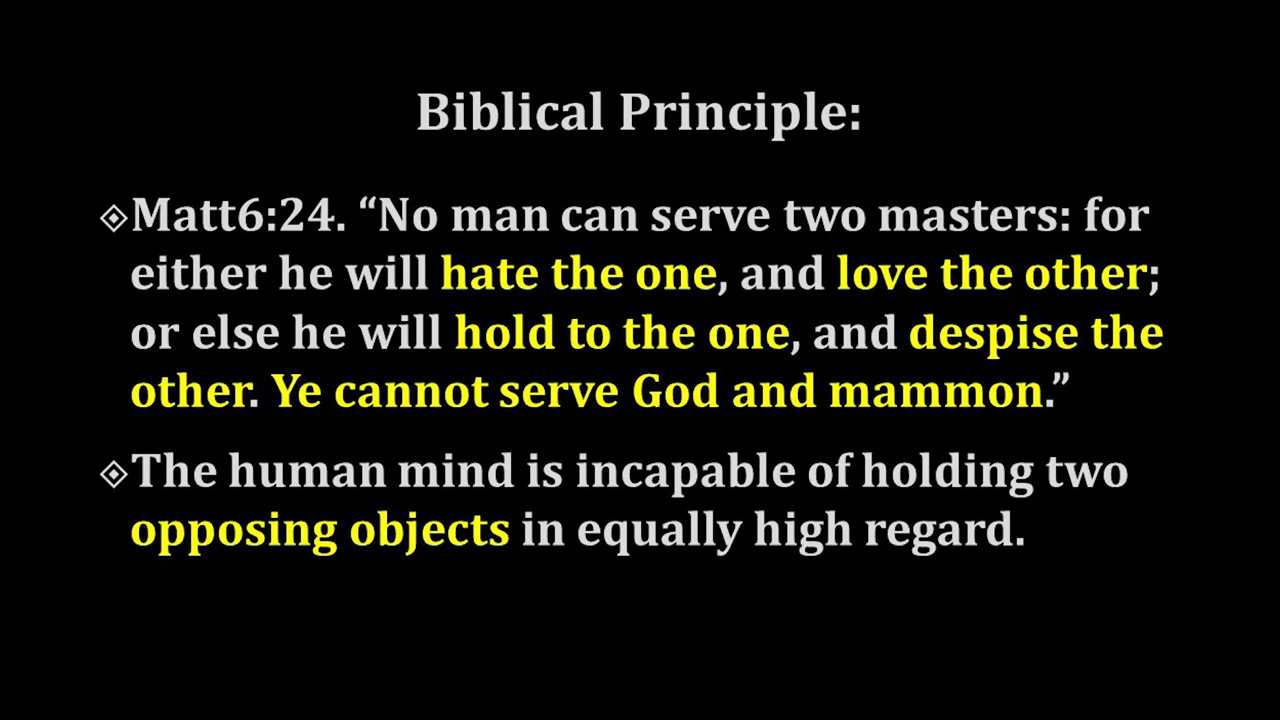 Biblical Principle:
◈Matt6:24. “No man can serve two masters: for
either he will hate the one, and love the other;
or else he will hold to the one, and despise the
other. Ye cannot serve God and mammon.”
◈The human mind is incapable of holding two
opposing objects in equally high regard.